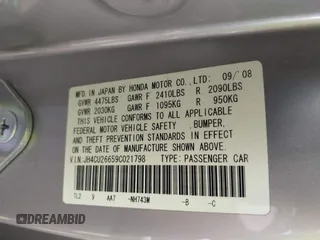 MFD. IN JAPAN BY HONDA MOTOR CO.,LTD. 09/'08
GVWR 4475LBS GAWR F 2410LBS R 2090LBS
GVWR 2030KG GAWR F 1095KG R 950KG
THIS VEHICLE CONFORMS TO ALL APPLICABLE
FEDERAL MOTOR VEHICLE SAFETY, BUMPER,
AND THEFT PREVENTION STANDARDS IN EFFECT
ON THE DATE OF MANUFACTURE SHOWN ABOVE.
V.I.N.:JH4CU26659C021798 TYPE: PASSENGER CAR
TL2 9 AA7 -NH743M -B -C
© DREAMBID